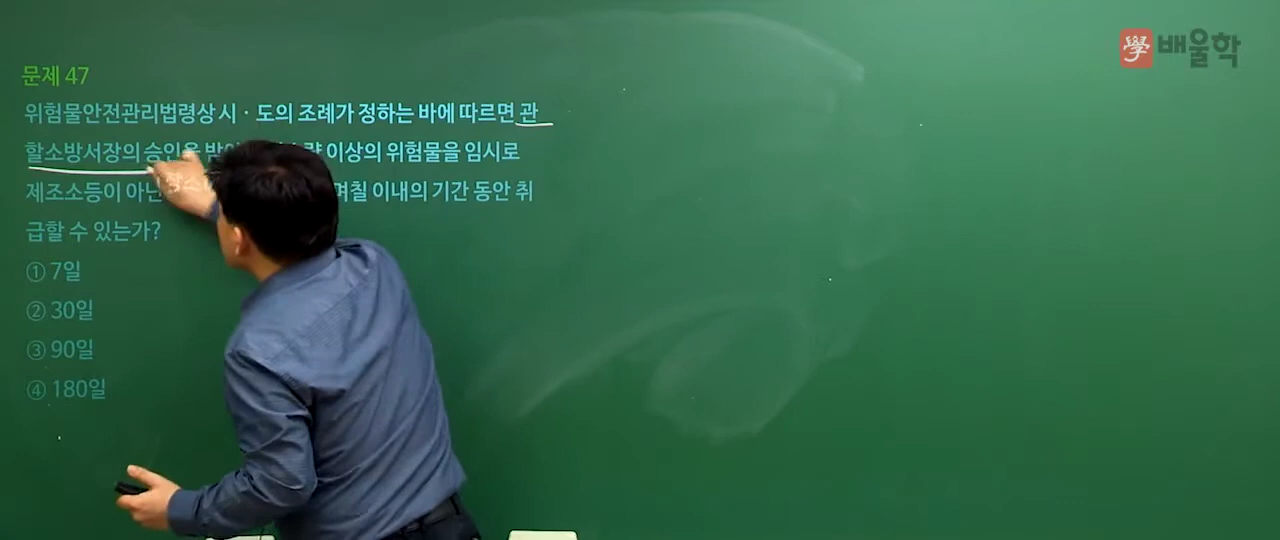 學 배울학
문제 47
위험물안전관리법령상 시·도의 조례가 정하는 바에 따르면 관
할소방서장의 승인을 이상의 위험물을 임시로
제조소등이 아닌 며칠 이내의 기간 동안 취
급할 수 있는가?
① 7일
② 30일
③ 90일
④ 180일